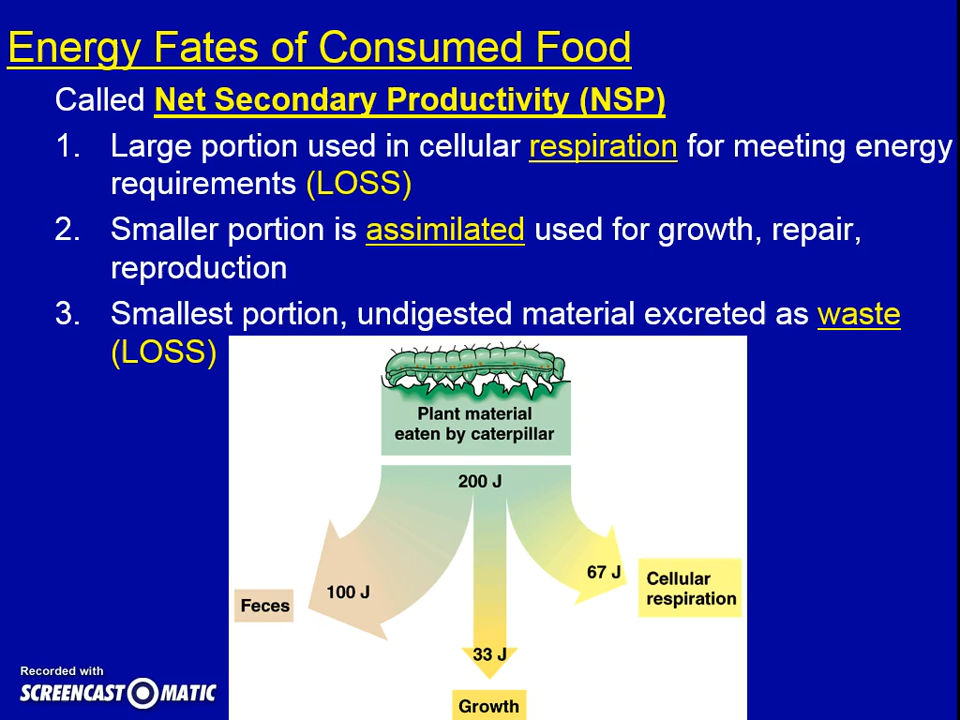 Energy Fates of Consumed Food
Called Net Secondary Productivity (NSP)
1. Large portion used in cellular respiration for meeting energy
requirements (LOSS)
2. Smaller portion is assimilated used for growth, repair,
reproduction
3. Smallest portion, undigested material excreted as waste
(LOSS)
Plant material
eaten by caterpillar
200 J
67 J
Cellular
respiration
100 J
Feces
33 J
Growth
Recorded with
SCREENCAST-O-MATIC